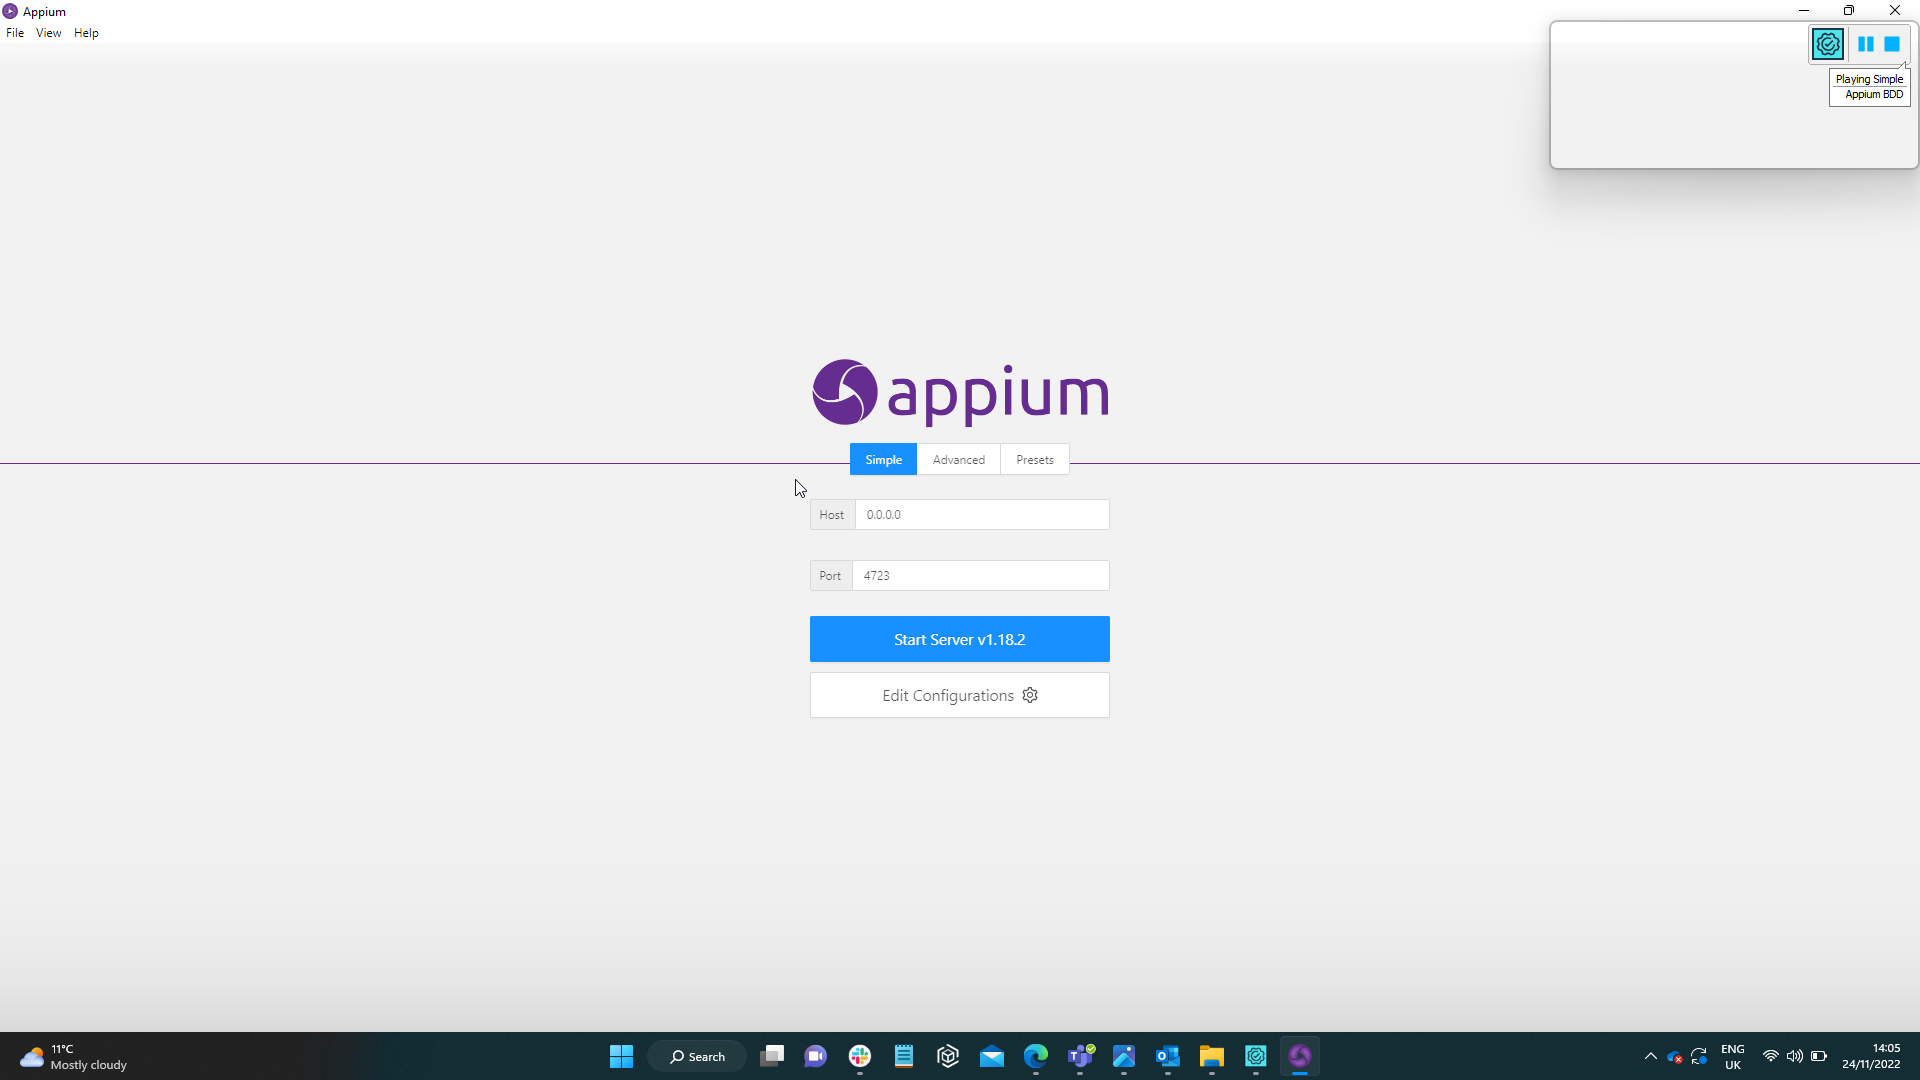 Appium
File View Help
Playing Simple
Appium BDD
appium
Simple Advanced Presets
Host 0.0.0.0
Port 4723
Start Server v1.18.2
Edit Configurations
11°C
Mostly cloudy
Search
ENG
UK
14:05
24/11/2022